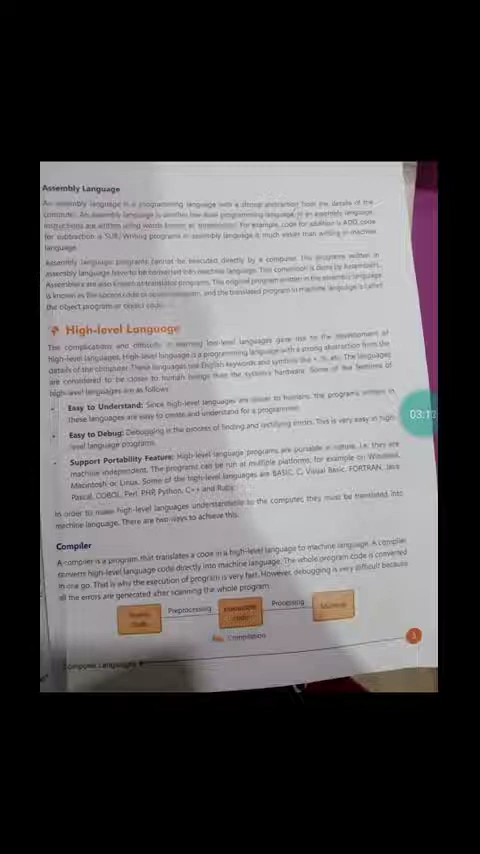 Assembly Language
An assembly language is a programming language with a strong abstraction from the details of the
computer. An assembly language is another low-level programming language. In an assembly language,
instructions are written using words known as mnemonics. For example, code for addition is ADD, code
for subtraction is SUB. Writing programs in assembly language is much easier than writing in machine
language.
Assembly language programs cannot be executed directly by a computer. The programs written in
assembly language have to be converted into machine language. This conversion is done by Assemblers.
Assemblers are also known as translator programs. The original program written in the assembly language
is known as the source code or source program, and the translated program in machine language is called
the object program or object code.
High-level Language
The complications and difficulty in learning low-level languages gave rise to the development of
high-level languages. High-level language is a programming language with a strong abstraction from the
details of the computer. These languages use English keywords and symbols like +, %, etc. The languages
are considered to be closer to human beings than the system's hardware. Some of the features of
high-level languages are as follows
• Easy to Understand: Since high-level languages are closer to humans, the programs written in
these languages are easy to create and understand for a programmer.
• Easy to Debug: Debugging is the process of finding and rectifying errors. This is very easy in high-
level language programs.
• Support Portability Feature: High-level language programs are portable in nature, i.e. they are
machine independent. The programs can be run at multiple platforms, for example on Windows,
Macintosh or Linux. Some of the high-level languages are BASIC, C, Visual Basic, FORTRAN, Java
Pascal, COBOL, Perl, PHP, Python, C++ and Ruby.
In order to make high-level languages understandable to the computer, they must be translated into
machine language. There are two ways to achieve this.
Compiler
A compiler is a program that translates a code in a high-level language to machine language. A compiler
converts high-level language code directly into machine language. The whole program code is converted
in one go. That is why the execution of program is very fast. However, debugging is very difficult because
all the errors are generated after scanning the whole program.
Source Code
Preprocessing
Executable Code
Processing
Machine
Compilation
Computer Languages
3